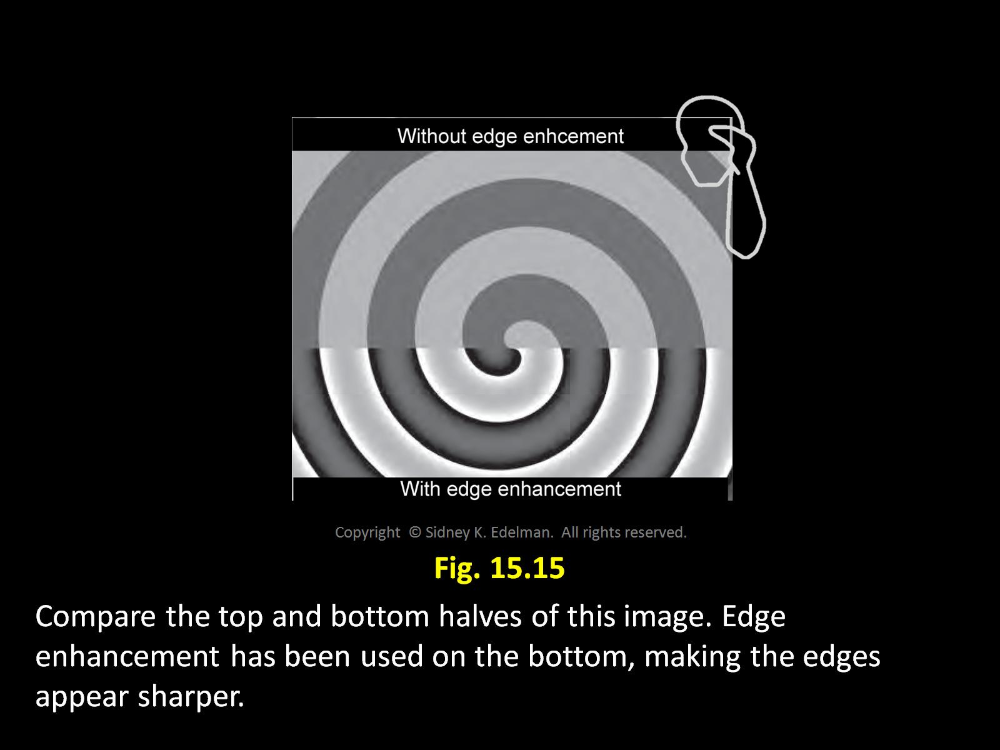 Without edge enhcement
With edge enhancement
Copyright © Sidney K. Edelman. All rights reserved.
Fig. 15.15
Compare the top and bottom halves of this image. Edge
enhancement has been used on the bottom, making the edges
appear sharper.